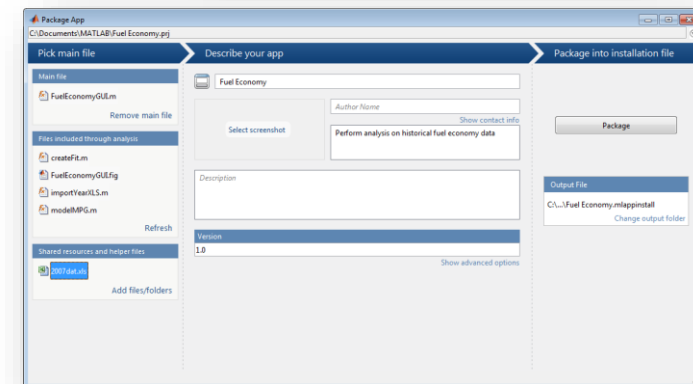 Package App
C:\Documents\MATLAB\Fuel Economy.prj
Pick main file
Describe your app
Package into installation file
Main file
FuelEconomyGUI.m
Remove main file
Files included through analysis
createFit.m
FuelEconomyGUI.fig
importYearXLS.m
modelMPG.m
Refresh
Shared resources and helper files
2007dat.xls
Add files/folders
Fuel Economy
Select screenshot
Author Name
Show contact info
Perform analysis on historical fuel economy data
Description
Version
1.0
Show advanced options
Package
Output File
C:\...\Fuel Economy.mlappinstall
Change output folder